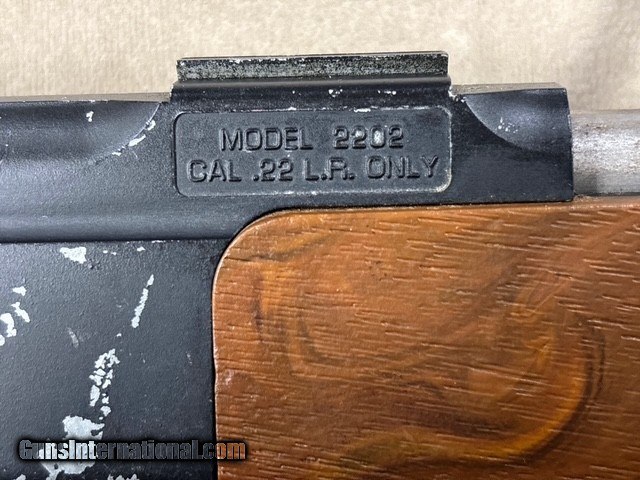 MODEL 2202
CAL .22 L.R. ONLY
GunsInternational.com